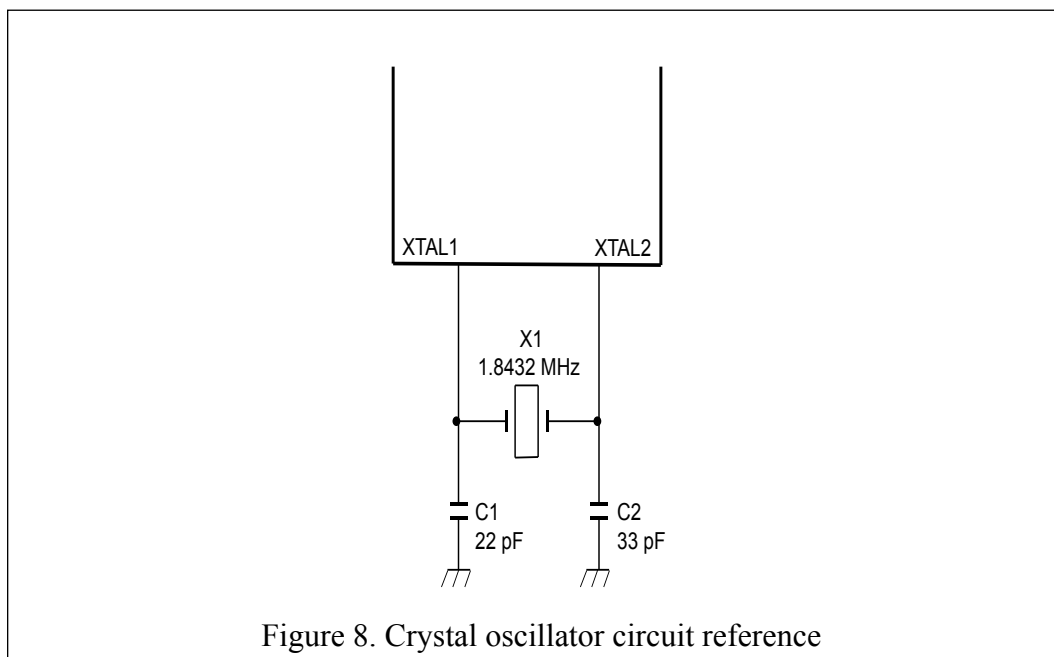 XTAL1 XTAL2
X1
1.8432 MHz
C1 C2
22 pF 33 pF
Figure 8. Crystal oscillator circuit reference